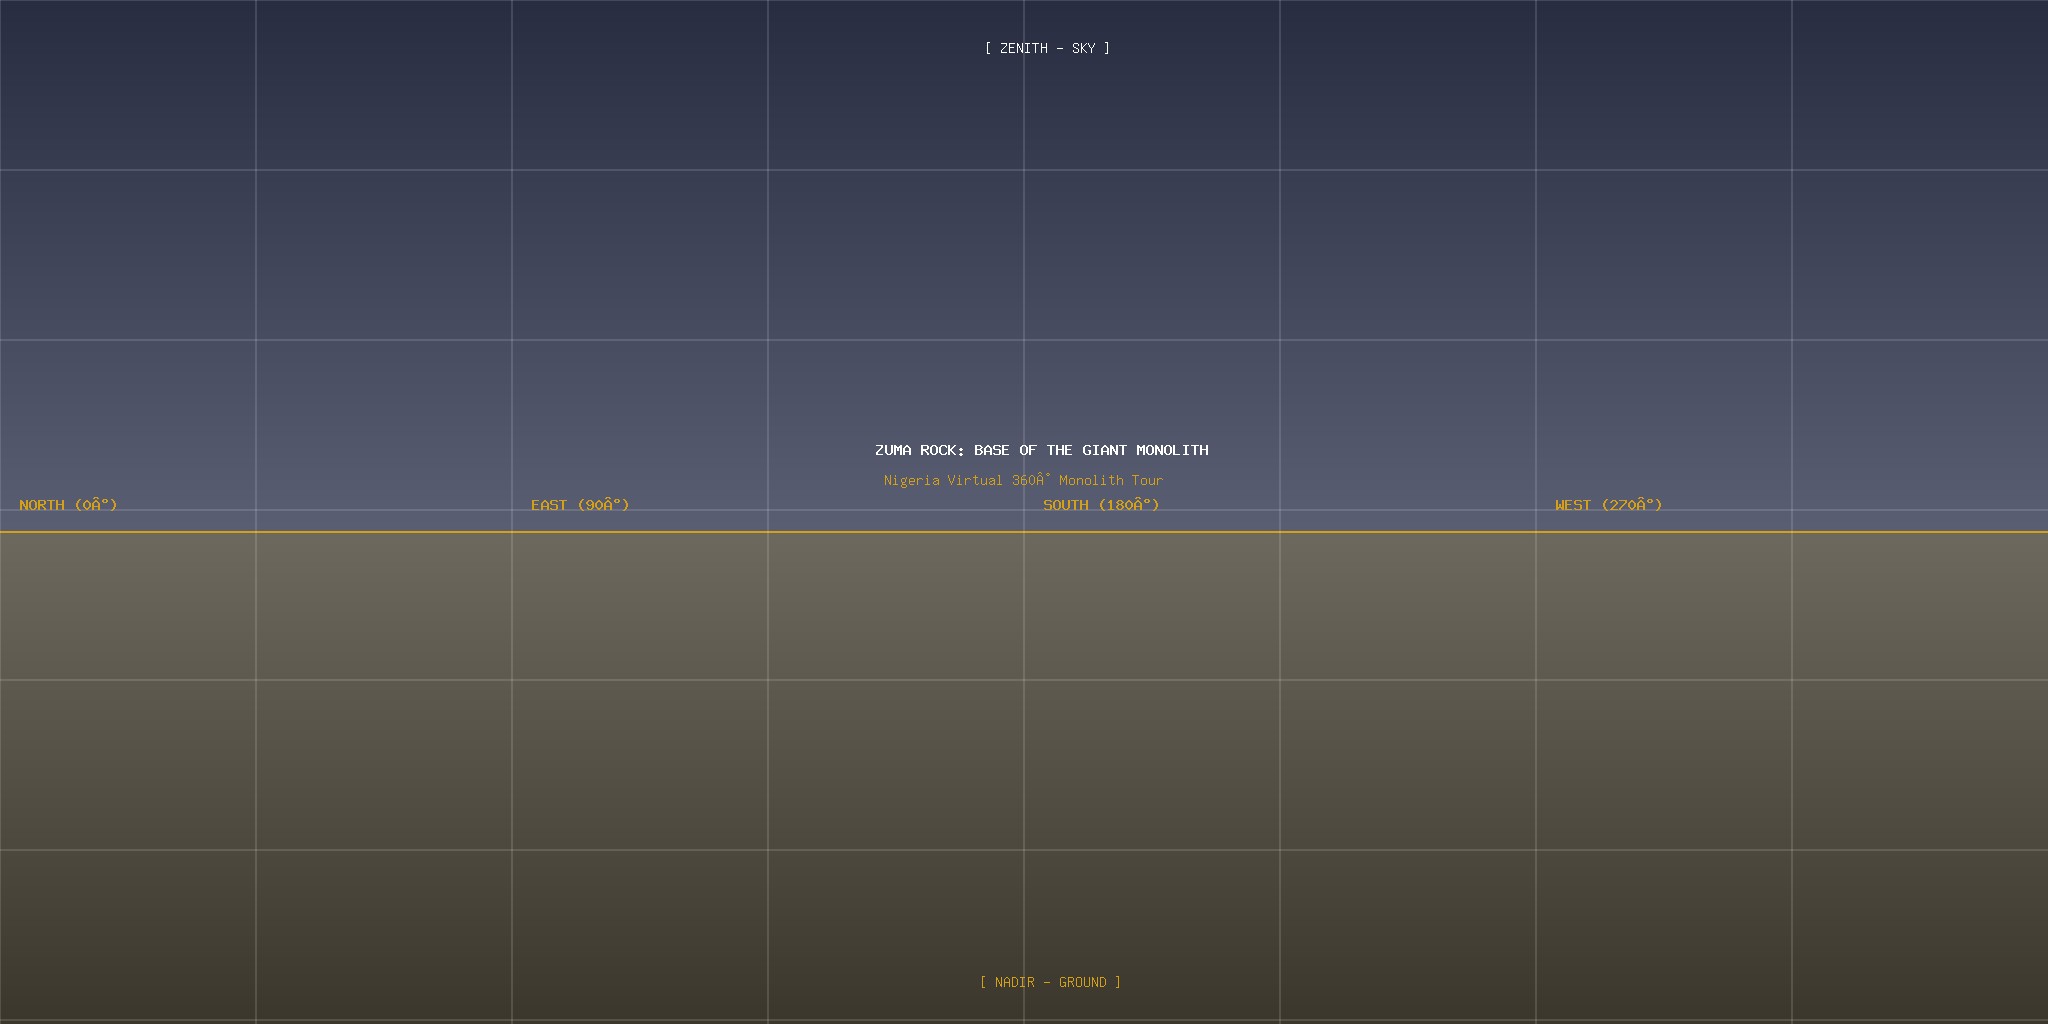 [ ZENITH - SKY ]
ZUMA ROCK: BASE OF THE GIANT MONOLITH
Nigeria Virtual 360Â° Monolith Tour
NORTH (0Â°)
EAST (90Â°)
SOUTH (180Â°)
WEST (270Â°)
[ NADIR - GROUND ]